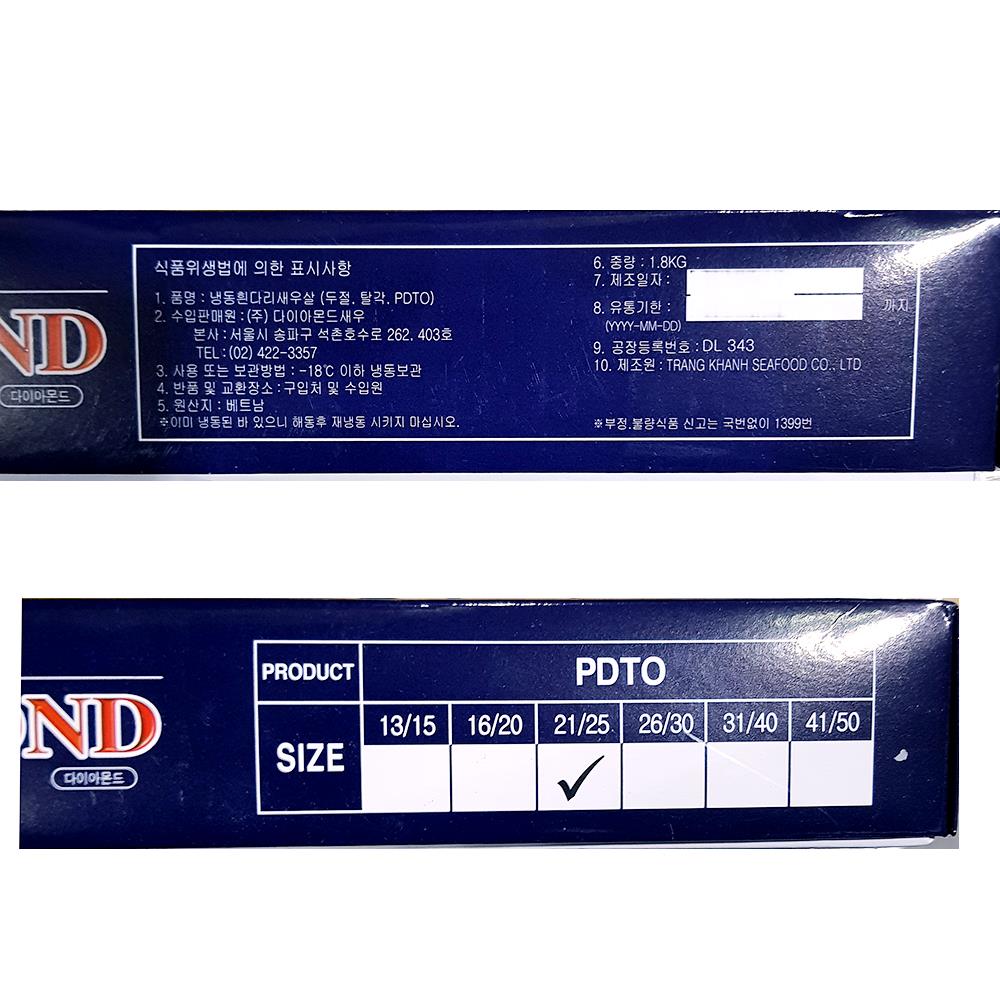 ND
다이아몬드
식품위생법에 의한 표시사항
1. 품명 : 냉동흰다리새우살 (두절, 탈각, PDTO)
2. 수입판매원 : (주) 다이아몬드새우
본사 : 서울시 송파구 석촌호수로 262, 403호
TEL : (02) 422-3357
3. 사용 또는 보관방법 : -18℃ 이하 냉동보관
4. 반품 및 교환장소 : 구입처 및 수입원
5. 원산지 : 베트남
※이미 냉동된 바 있으니 해동후 재냉동 시키지 마십시오.
6. 중량 : 1.8KG
7. 제조일자 :
8. 유통기한 : 까지
(YYYY-MM-DD)
9. 공장등록번호 : DL 343
10. 제조원 : TRANG KHANH SEAFOOD CO., LTD
※부정.불량식품 신고는 국번없이 1399번
OND
다이아몬드
PRODUCT PDTO
SIZE 13/15 16/20 21/25 26/30 31/40 41/50
✓